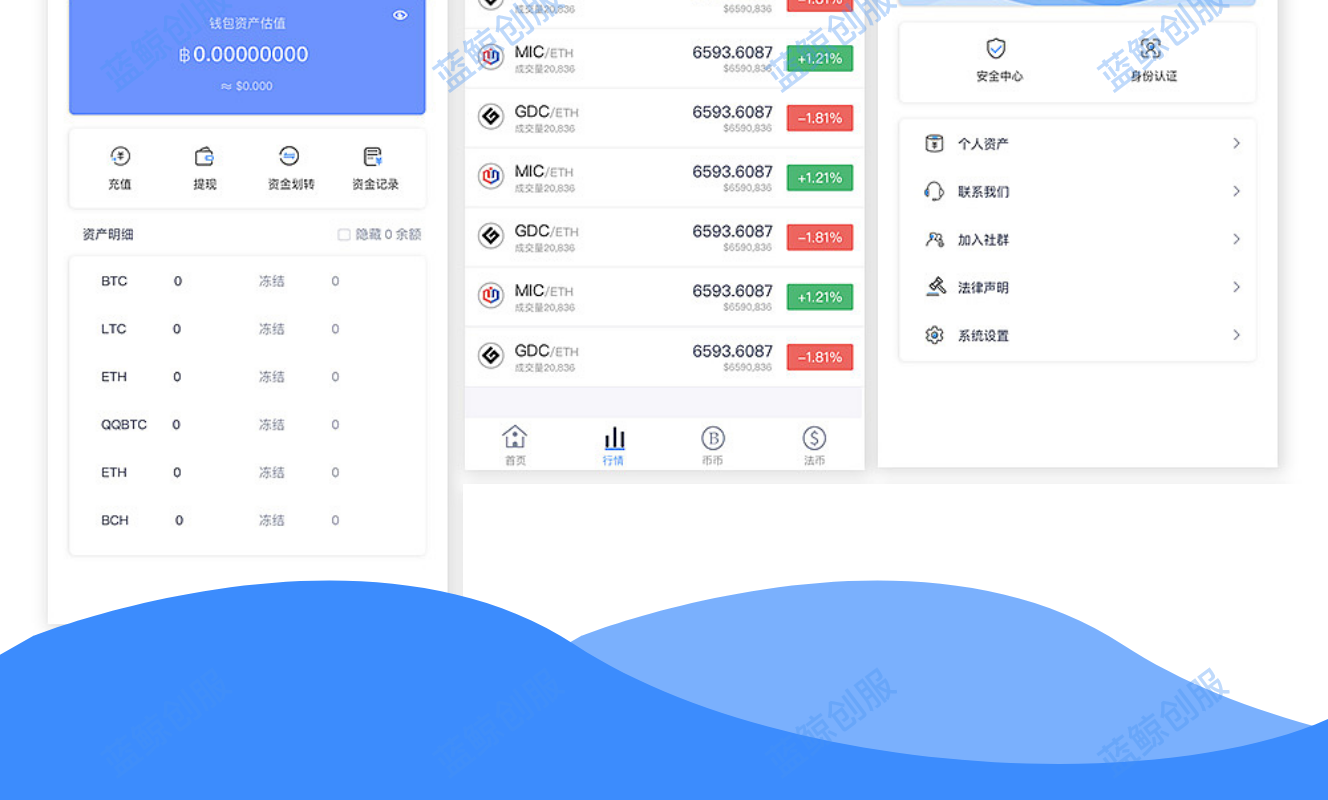 钱包资产估值
฿0.00000000
≈ $0.000
充值
提现
资金划转
资金记录
资产明细
隐藏 0 余额
BTC 0 冻结 0
LTC 0 冻结 0
ETH 0 冻结 0
QQBTC 0 冻结 0
ETH 0 冻结 0
BCH 0 冻结 0
成交量20,836 $6590,836 −1.81%
MIC/ETH 6593.6087 +1.21%
成交量20,836 $6590,836
GDC/ETH 6593.6087 −1.81%
成交量20,836 $6590,836
MIC/ETH 6593.6087 +1.21%
成交量20,836 $6590,836
GDC/ETH 6593.6087 −1.81%
成交量20,836 $6590,836
MIC/ETH 6593.6087 +1.21%
成交量20,836 $6590,836
GDC/ETH 6593.6087 −1.81%
成交量20,836 $6590,836
首页
行情
币币
法币
安全中心
身份认证
个人资产
联系我们
加入社群
法律声明
系统设置
蓝鲸创服
蓝鲸创服
蓝鲸创服
蓝鲸创服
蓝鲸创服
蓝鲸创服
蓝鲸创服
蓝鲸创服